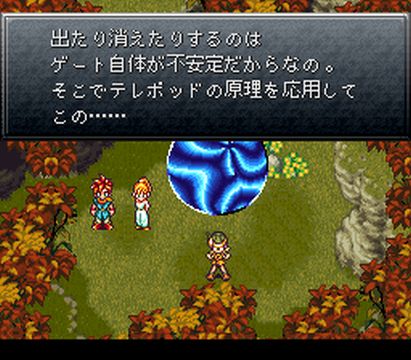 出たり消えたりするのは
ゲート自体が不安定だからなの。
そこでテレポッドの原理を応用して
この……